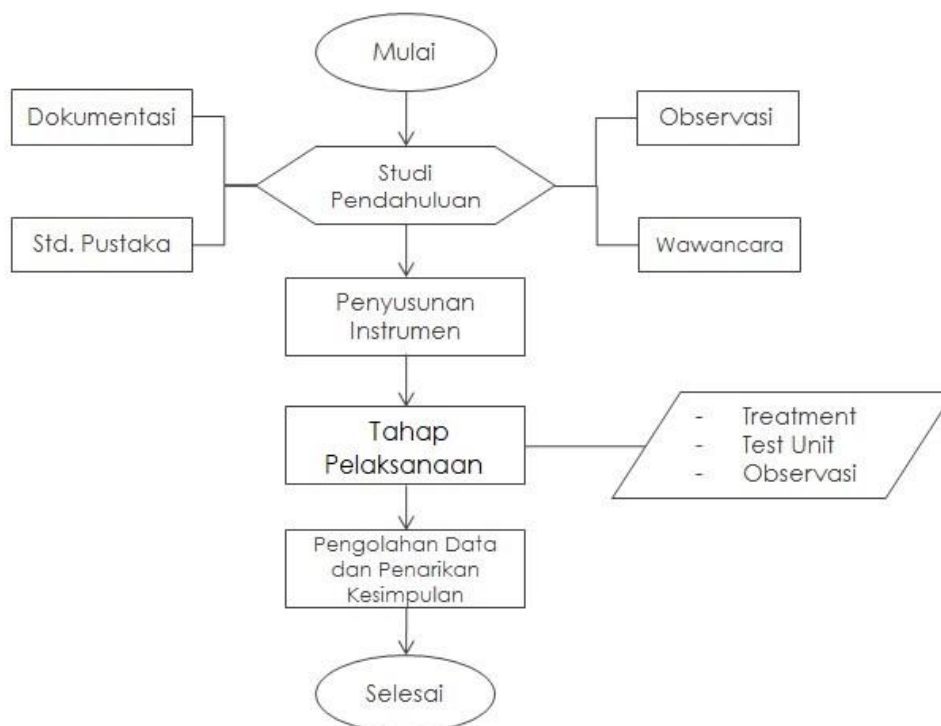 Mulai
Dokumentasi
Observasi
Studi
Pendahuluan
Std. Pustaka
Wawancara
Penyusunan
Instrumen
Tahap
Pelaksanaan
- Treatment
- Test Unit
- Observasi
Pengolahan Data
dan Penarikan
Kesimpulan
Selesai